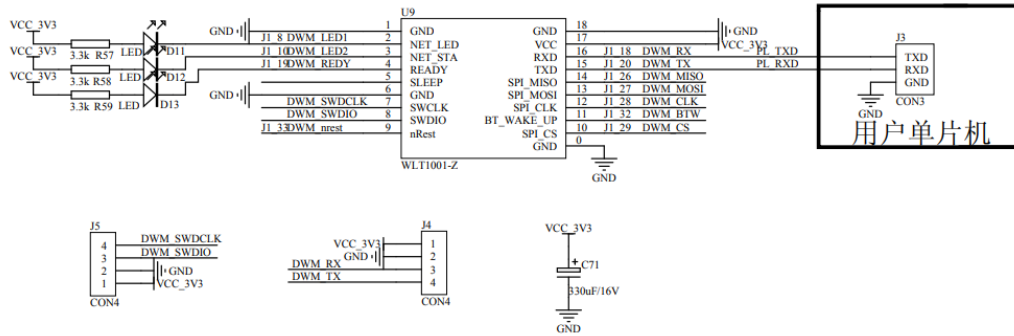 U9
VCC_3V3
3.3k R57
LED
D11
VCC_3V3
3.3k R58
LED
D12
VCC_3V3
3.3k R59
LED
D13
GND
J1_8 DWM_LED1
J1_10 DWM_LED2
J1_19 DWM_REDY
GND
DWM_SWDCLK
DWM_SWDIO
J1_33 DWM_nrest
1 GND
2 NET_LED
3 NET_STA
4 READY
5 SLEEP
6 GND
7 SWCLK
8 SWDIO
9 nRest
GND 18
VCC 17
RXD 16
TXD 15
SPI_MISO 14
SPI_MOSI 13
SPI_CLK 12
BT_WAKE_UP 11
SPI_CS 10
GND 0
WLT1001-Z
GND
VCC_3V3
J1_18 DWM_RX
J1_20 DWM_TX
J1_26 DWM_MISO
J1_27 DWM_MOSI
J1_28 DWM_CLK
J1_32 DWM_BTW
J1_29 DWM_CS
GND
PL_TXD
PL_RXD
J3
TXD
RXD
GND
CON3
GND
用户单片机
J5
4 DWM_SWDCLK
3 DWM_SWDIO
2 GND
1 VCC_3V3
CON4
J4
VCC_3V3 1
GND 2
DWM_RX 3
DWM_TX 4
CON4
VCC_3V3
+
C71
330uF/16V
GND